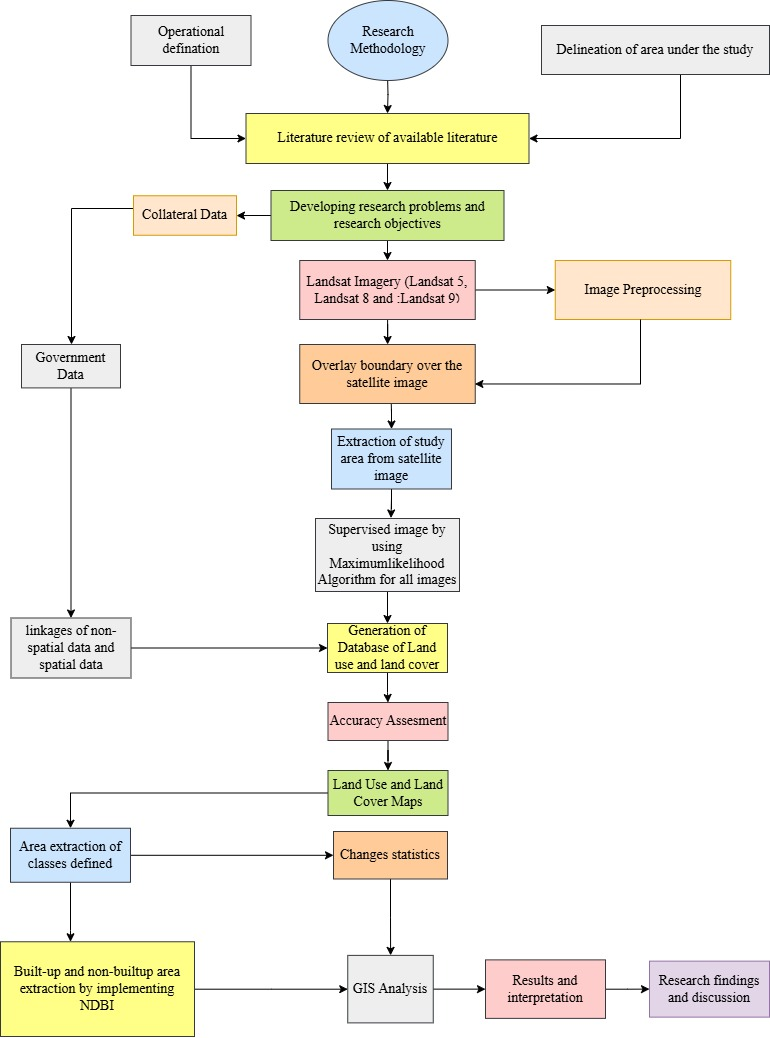 Operational
defination
Research
Methodology
Delineation of area under the study
Literature review of available literature
Collateral Data
Developing research problems and
research objectives
Landsat Imagery (Landsat 5,
Landsat 8 and :Landsat 9)
Image Preprocessing
Government
Data
Overlay boundary over the
satellite image
Extraction of study
area from satellite
image
Supervised image by
using
Maximumlikelihood
Algorithm for all images
linkages of non-
spatial data and
spatial data
Generation of
Database of Land
use and land cover
Accuracy Assesment
Land Use and Land
Cover Maps
Area extraction of
classes defined
Changes statistics
Built-up and non-builtup area
extraction by implementing
NDBI
GIS Analysis
Results and
interpretation
Research findings
and discussion